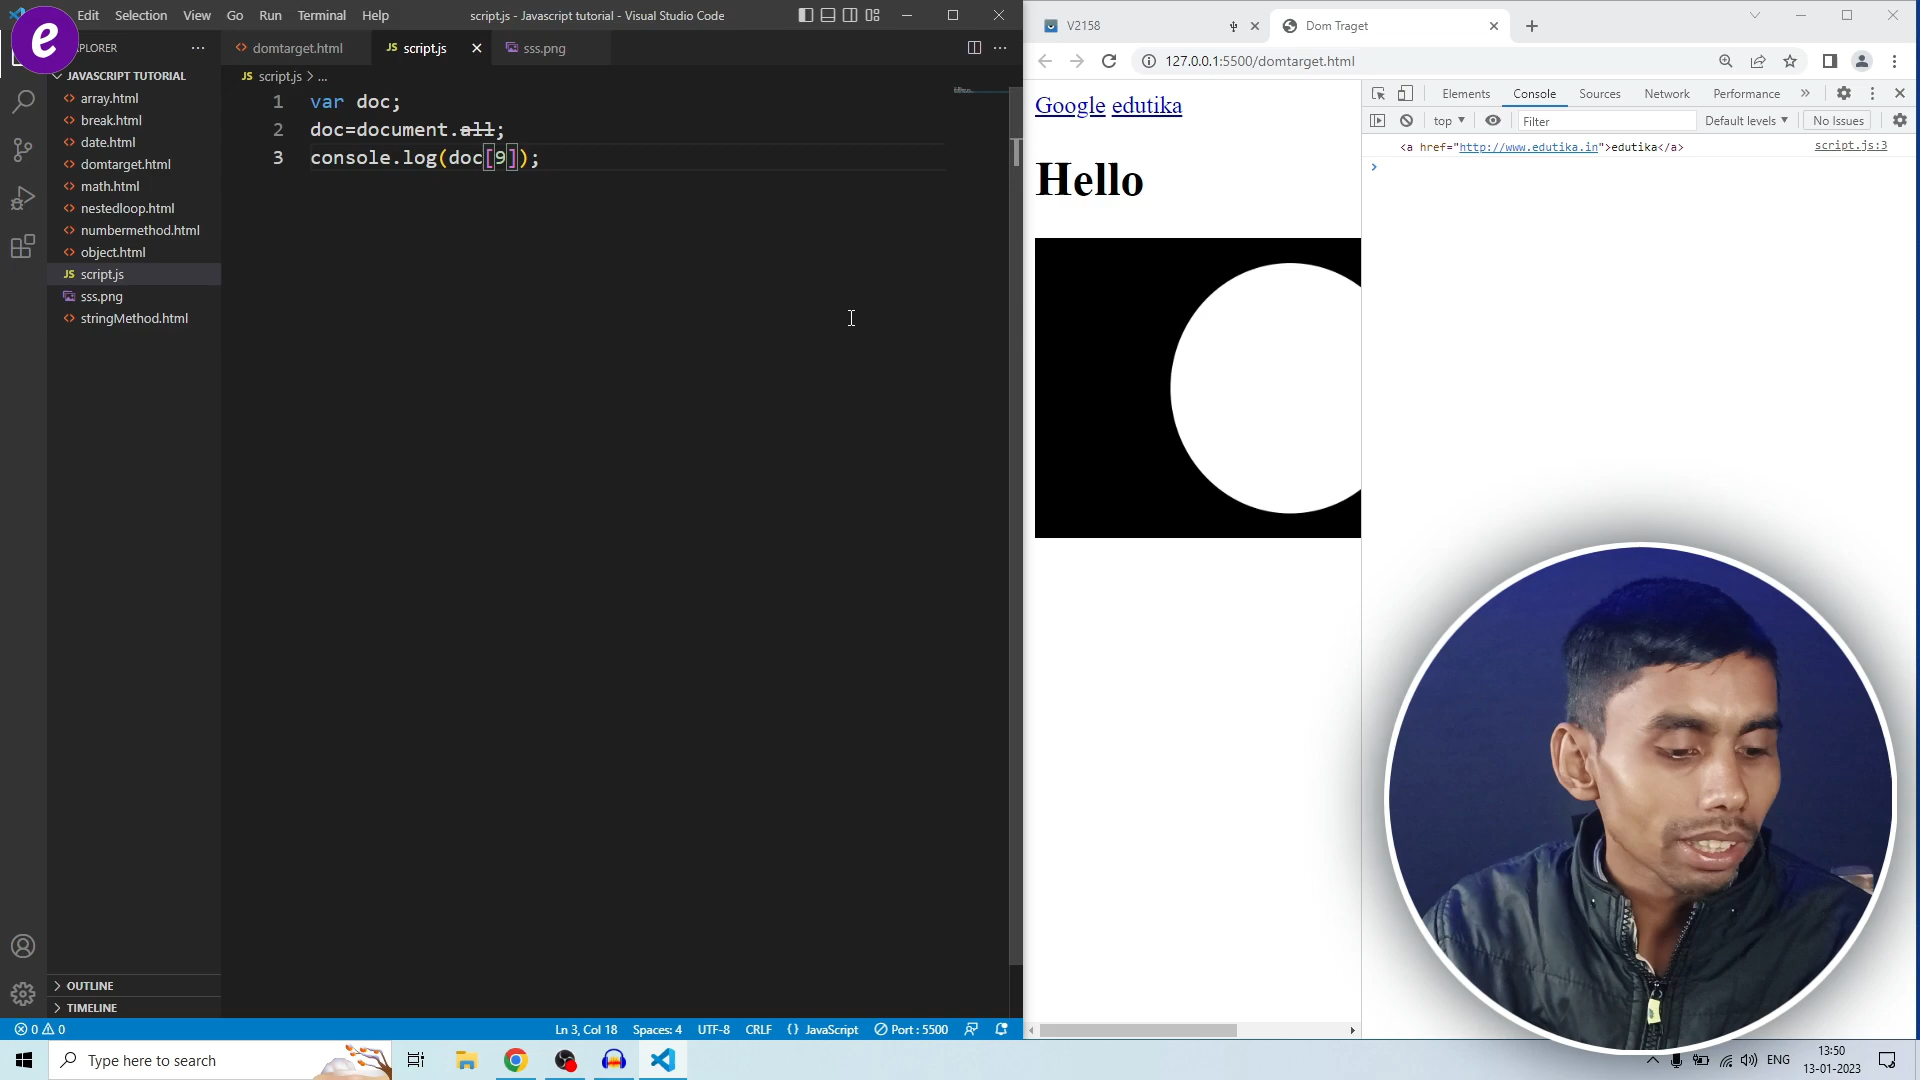 e
Edit Selection View Go Run Terminal Help
script.js - Javascript tutorial - Visual Studio Code
PLORER
domtarget.html
JS script.js
sss.png
JAVASCRIPT TUTORIAL
array.html
break.html
date.html
domtarget.html
math.html
nestedloop.html
numbermethod.html
object.html
JS script.js
sss.png
stringMethod.html
OUTLINE
TIMELINE
JS script.js > ...
1 var doc;
2 doc=document.all;
3 console.log(doc[9]);
0 0
Ln 3, Col 18 Spaces: 4 UTF-8 CRLF {} JavaScript Port : 5500
V2158
Dom Traget
127.0.0.1:5500/domtarget.html
Google edutika
Hello
Elements Console Sources Network Performance
top Filter Default levels No Issues
<a href="http://www.edutika.in">edutika</a> script.js:3
Type here to search
ENG
13:50
13-01-2023